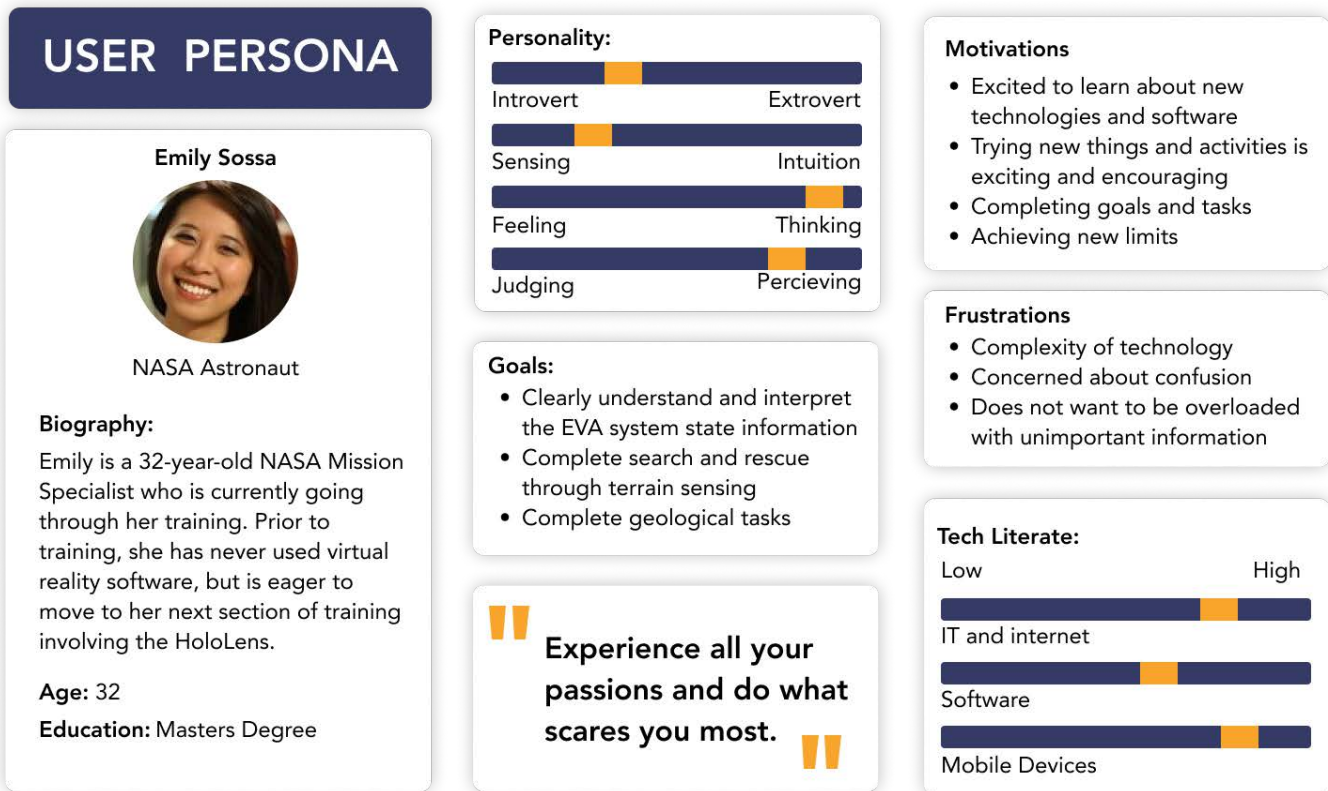 USER PERSONA
Emily Sossa
NASA Astronaut
Biography:
Emily is a 32-year-old NASA Mission
Specialist who is currently going
through her training. Prior to
training, she has never used virtual
reality software, but is eager to
move to her next section of training
involving the HoloLens.
Age: 32
Education: Masters Degree
Personality:
Introvert Extrovert
Sensing Intuition
Feeling Thinking
Judging Percieving
Goals:
• Clearly understand and interpret
the EVA system state information
• Complete search and rescue
through terrain sensing
• Complete geological tasks
"Experience all your
passions and do what
scares you most."
Motivations
• Excited to learn about new
technologies and software
• Trying new things and activities is
exciting and encouraging
• Completing goals and tasks
• Achieving new limits
Frustrations
• Complexity of technology
• Concerned about confusion
• Does not want to be overloaded
with unimportant information
Tech Literate:
Low High
IT and internet
Software
Mobile Devices